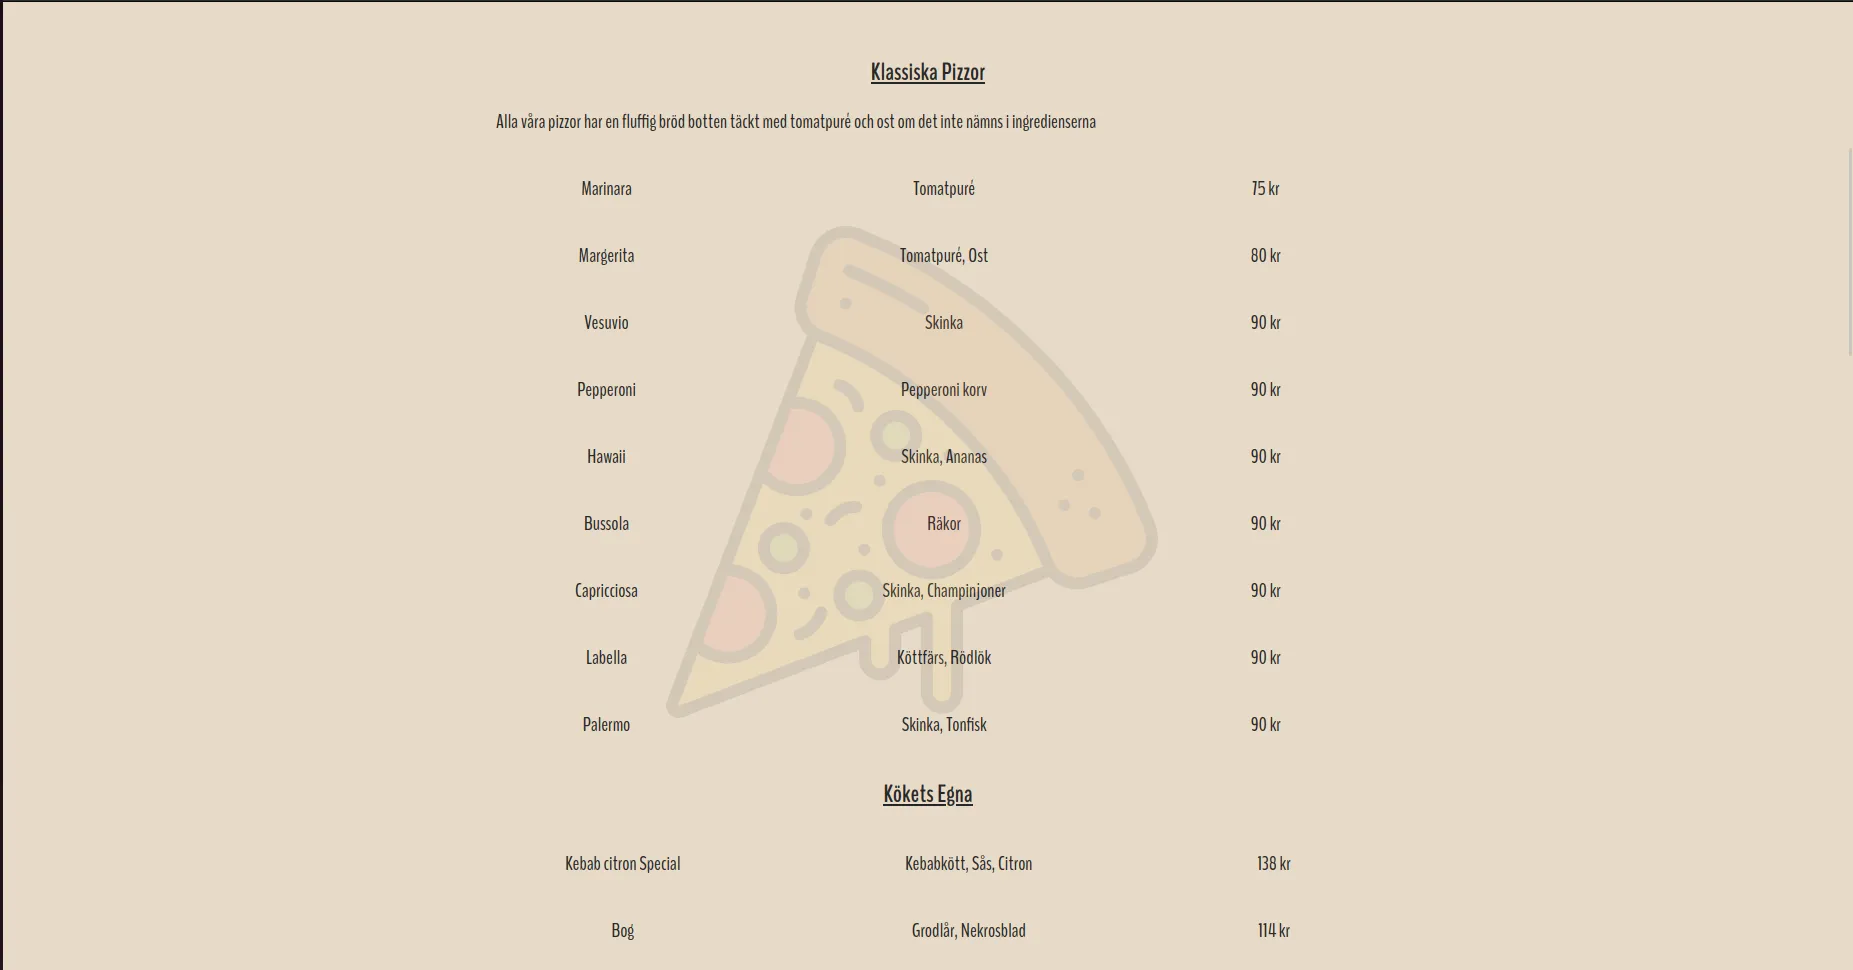 Klassiska Pizzor
Alla våra pizzor har en fluffig bröd botten täckt med tomatpuré och ost om det inte nämns i ingredienserna
Marinara Tomatpuré 75 kr
Margerita Tomatpuré, Ost 80 kr
Vesuvio Skinka 90 kr
Pepperoni Pepperoni korv 90 kr
Hawaii Skinka, Ananas 90 kr
Bussola Räkor 90 kr
Capricciosa Skinka, Champinjoner 90 kr
Labella Köttfärs, Rödlök 90 kr
Palermo Skinka, Tonfisk 90 kr
Kökets Egna
Kebab citron Special Kebabkött, Sås, Citron 138 kr
Bog Grodlår, Nekrosblad 114 kr